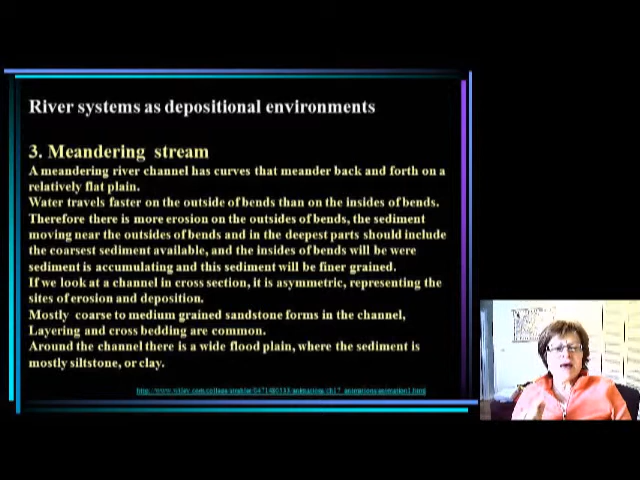 River systems as depositional environments
3. Meandering stream
A meandering river channel has curves that meander back and forth on a
relatively flat plain.
Water travels faster on the outside of bends than on the insides of bends.
Therefore there is more erosion on the outsides of bends, the sediment
moving near the outsides of bends and in the deepest parts should include
the coarsest sediment available, and the insides of bends will be were
sediment is accumulating and this sediment will be finer grained.
If we look at a channel in cross section, it is asymmetric, representing the
sites of erosion and deposition.
Mostly coarse to medium grained sandstone forms in the channel,
Layering and cross bedding are common.
Around the channel there is a wide flood plain, where the sediment is
mostly siltstone, or clay.